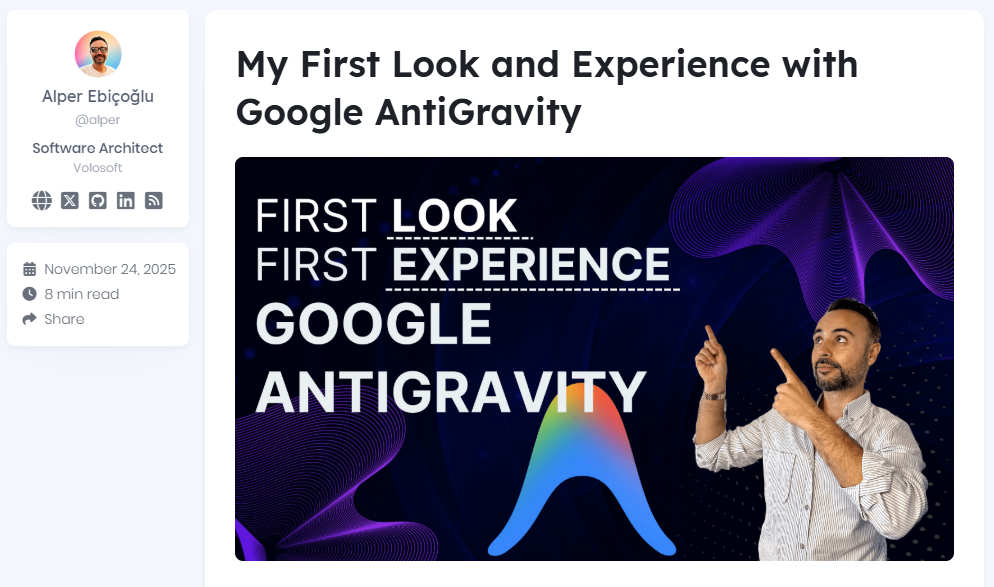 Alper Ebiçoğlu
@alper
Software Architect
Volosoft
November 24, 2025
8 min read
Share
My First Look and Experience with
Google AntiGravity
FIRST LOOK
FIRST EXPERIENCE
GOOGLE
ANTIGRAVITY